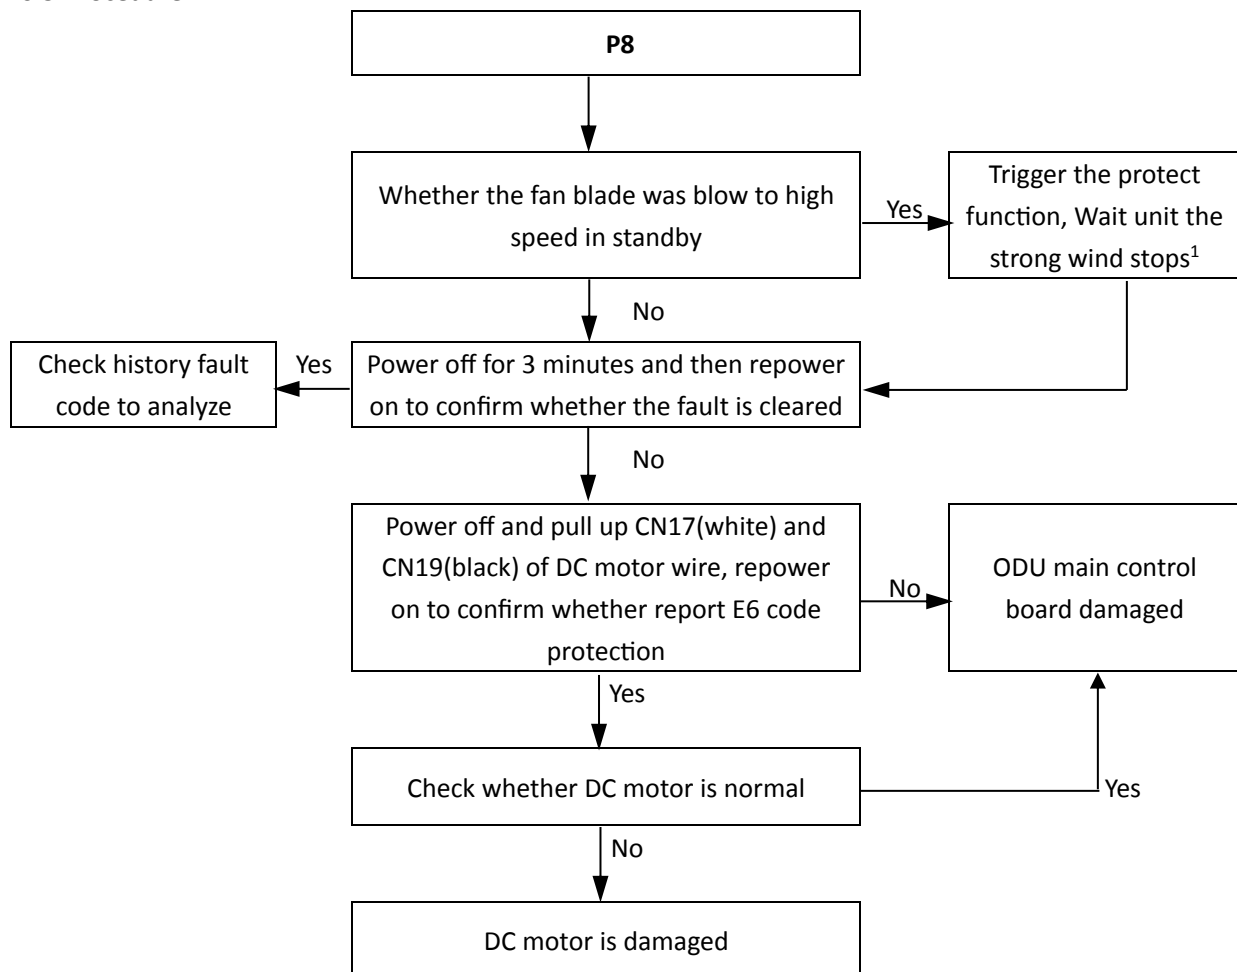 P8
Whether the fan blade was blow to high
speed in standby
Yes
Trigger the protect
function, Wait unit the
strong wind stops1
No
Check history fault
code to analyze
Yes
Power off for 3 minutes and then repower
on to confirm whether the fault is cleared
No
Power off and pull up CN17(white) and
CN19(black) of DC motor wire, repower
on to confirm whether report E6 code
protection
No
ODU main control
board damaged
Yes
Check whether DC motor is normal
Yes
No
DC motor is damaged